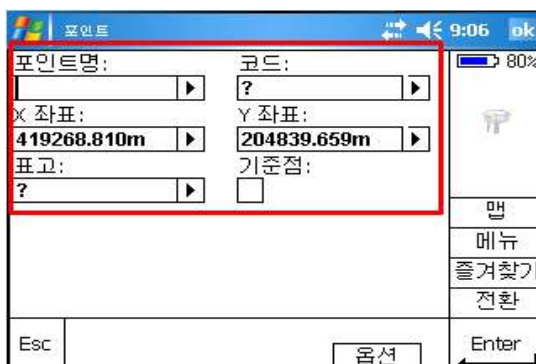 포인트 9:06 ok
포인트명: 코드:
?
80%
X 좌표: Y 좌표:
419268.810m 204839.659m
표고: 기준점:
?
맵
메뉴
즐겨찾기
전환
Esc 옵션 Enter